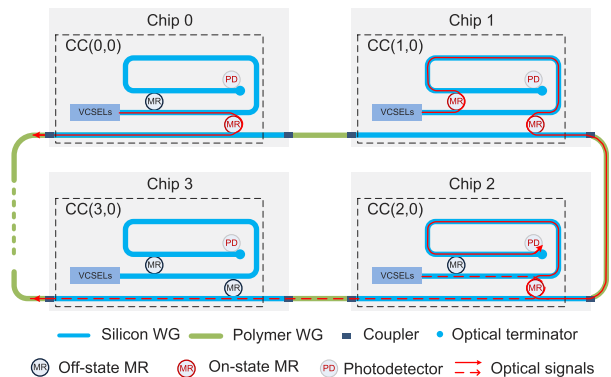 Chip 0
Chip 1
CC(0,0)
CC(1,0)
PD
PD
MR
MR
VCSELs
VCSELs
MR
MR
Chip 3
Chip 2
CC(3,0)
CC(2,0)
PD
PD
MR
MR
VCSELs
VCSELs
MR
MR
Silicon WG
Polymer WG
Coupler
Optical terminator
MR Off-state MR
MR On-state MR
PD Photodetector
Optical signals